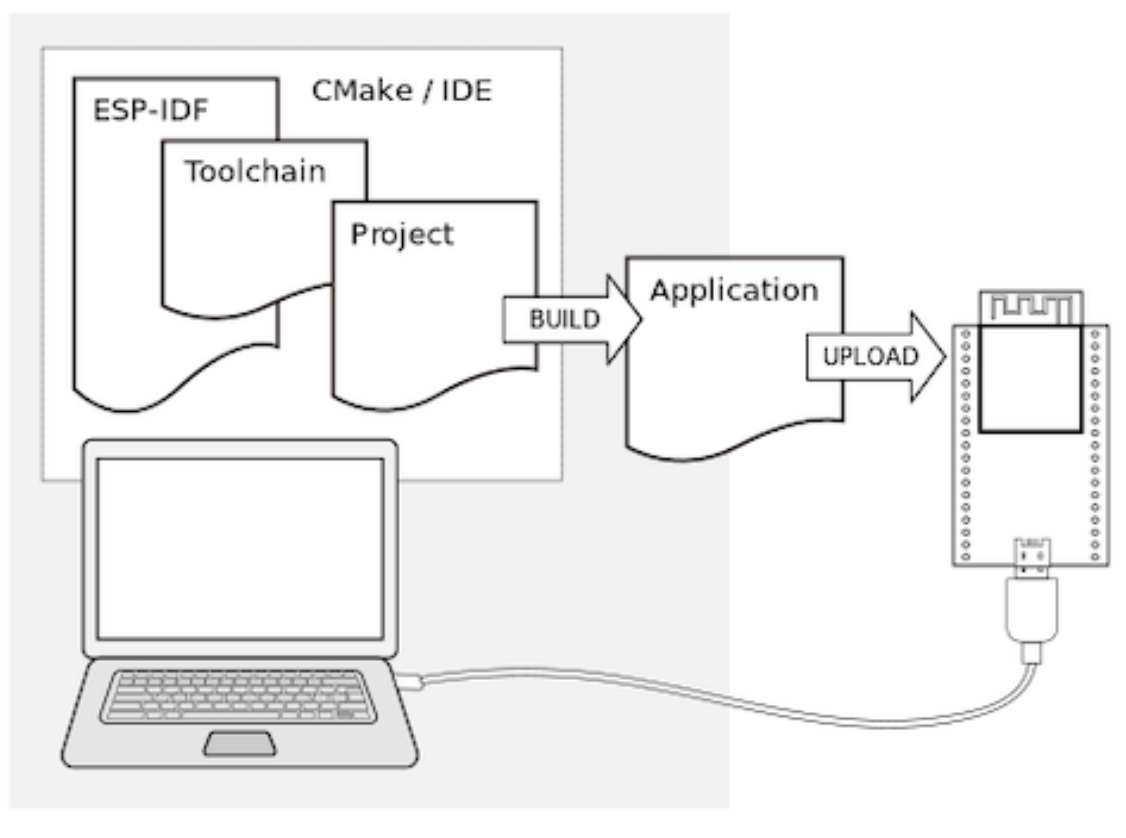 CMake / IDE
ESP-IDF
Toolchain
Project
BUILD
Application
UPLOAD